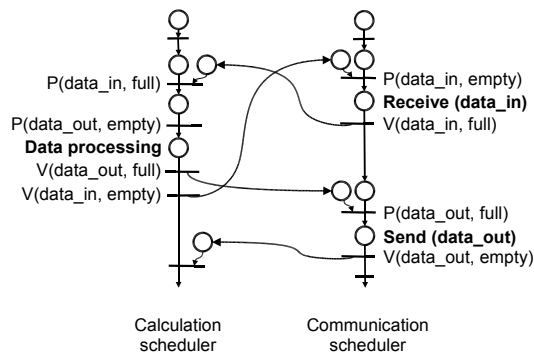 P(data_in, full)
P(data_out, empty)
Data processing
V(data_out, full)
V(data_in, empty)
P(data_in, empty)
Receive (data_in)
V(data_in, full)
P(data_out, full)
Send (data_out)
V(data_out, empty)
Calculation
scheduler
Communication
scheduler